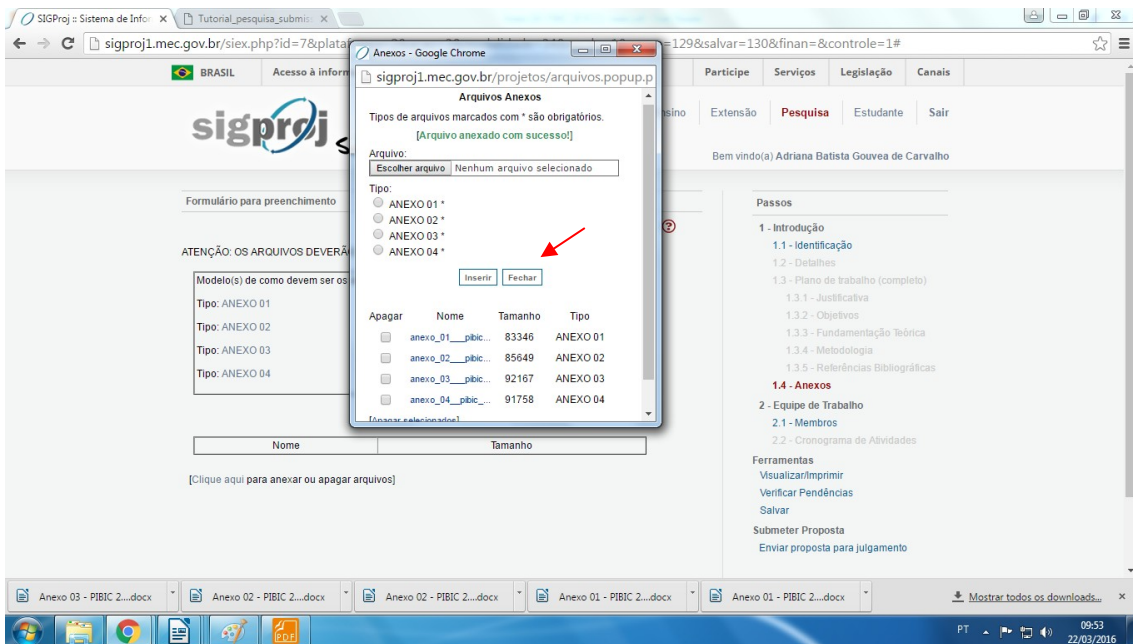 SIGProj :: Sistema de Infor
Tutorial_pesquisa_submis
sigproj1.mec.gov.br/siex.php?id=7&plata
=129&salvar=130&finan=&controle=1#
BRASIL
Acesso à inform
Participe
Serviços
Legislação
Canais
sigproj
Extensão
Pesquisa
Estudante
Sair
Bem vindo(a) Adriana Batista Gouvea de Carvalho
Formulário para preenchimento
ATENÇÃO: OS ARQUIVOS DEVERÃ
Modelo(s) de como devem ser os
Tipo: ANEXO 01
Tipo: ANEXO 02
Tipo: ANEXO 03
Tipo: ANEXO 04
Nome
Tamanho
[Clique aqui para anexar ou apagar arquivos]
Anexos - Google Chrome
sigproj1.mec.gov.br/projetos/arquivos.popup.p
Arquivos Anexos
Tipos de arquivos marcados com * são obrigatórios.
[Arquivo anexado com sucesso!]
Arquivo:
Escolher arquivo Nenhum arquivo selecionado
Tipo:
ANEXO 01 *
ANEXO 02 *
ANEXO 03 *
ANEXO 04 *
Inserir Fechar
Apagar Nome Tamanho Tipo
anexo_01___pibic... 83346 ANEXO 01
anexo_02___pibic... 85649 ANEXO 02
anexo_03___pibic... 92167 ANEXO 03
anexo_04__pibic_... 91758 ANEXO 04
[Apagar selecionados]
Passos
1 - Introdução
1.1 - Identificação
1.2 - Detalhes
1.3 - Plano de trabalho (completo)
1.3.1 - Justificativa
1.3.2 - Objetivos
1.3.3 - Fundamentação Teórica
1.3.4 - Metodologia
1.3.5 - Referências Bibliográficas
1.4 - Anexos
2 - Equipe de Trabalho
2.1 - Membros
2.2 - Cronograma de Atividades
Ferramentas
Visualizar/Imprimir
Verificar Pendências
Salvar
Submeter Proposta
Enviar proposta para julgamento
Anexo 03 - PIBIC 2....docx
Anexo 02 - PIBIC 2....docx
Anexo 02 - PIBIC 2....docx
Anexo 01 - PIBIC 2....docx
Anexo 01 - PIBIC 2....docx
Mostrar todos os downloads...
PDF
PT
09:53
22/03/2016